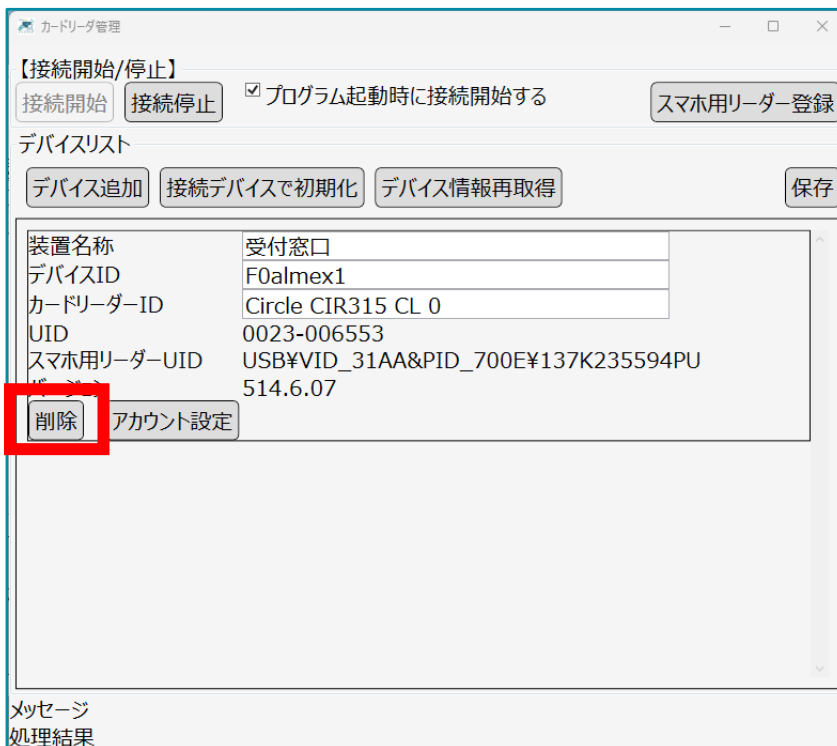 カードリーダ管理
【接続開始/停止】
接続開始 接続停止 プログラム起動時に接続開始する スマホ用リーダー登録
デバイスリスト
デバイス追加 接続デバイスで初期化 デバイス情報再取得 保存
装置名称 受付窓口
デバイスID F0almex1
カードリーダーID Circle CIR315 CL 0
UID 0023-006553
スマホ用リーダーUID USB¥VID_31AA&PID_700E¥137K235594PU
バージョン 514.6.07
削除 アカウント設定
メッセージ
処理結果